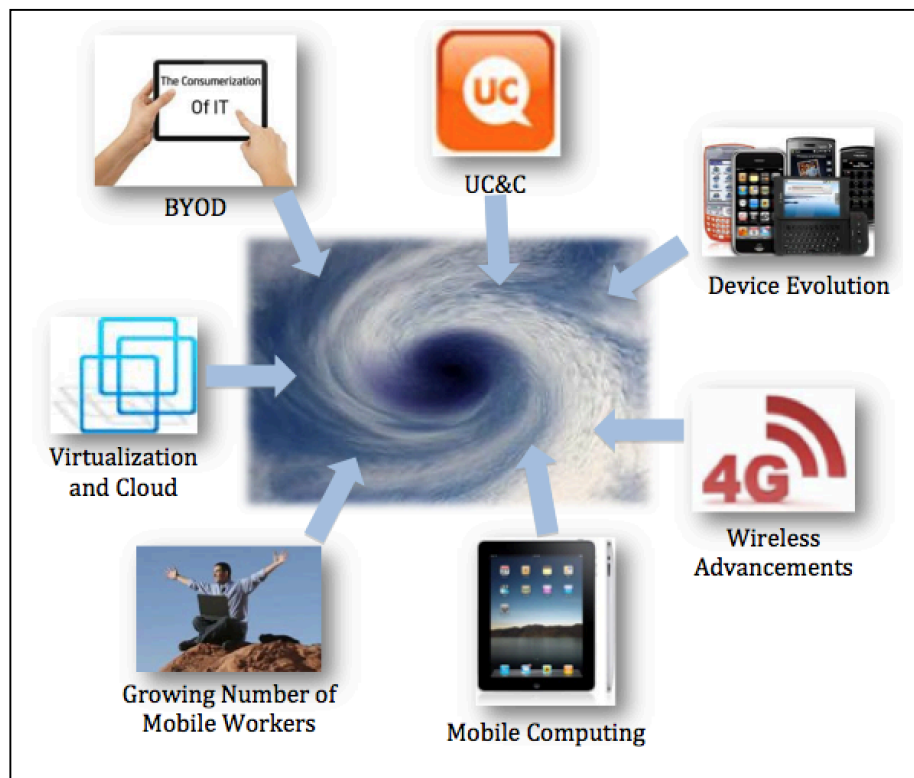 The Consumerization
Of IT
BYOD
UC
UC&C
Device Evolution
Virtualization
and Cloud
4G
Wireless
Advancements
Growing Number of
Mobile Workers
Mobile Computing